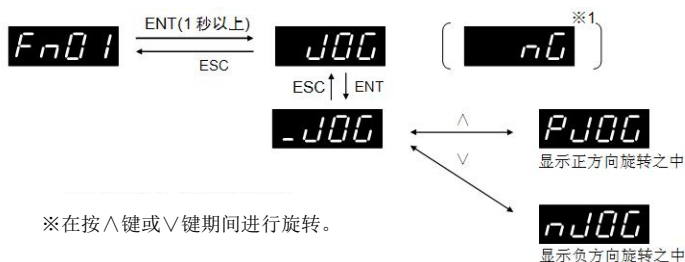 ※1
ENT(1秒以上)
Fn01 JOG nG
ESC
ESC ENT
_JOG ∧ PJOG
显示正方向旋转之中
∨
※在按∧键或∨键期间进行旋转。
nJOG
显示负方向旋转之中